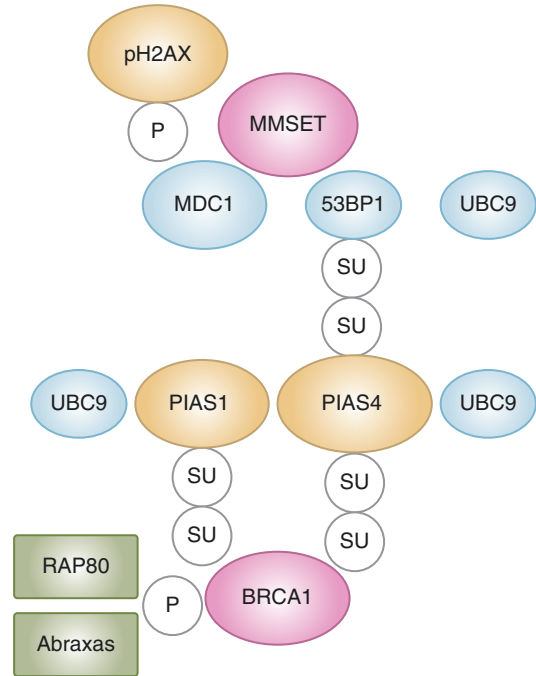 pH2AX
P
MMSET
MDC1
53BP1
UBC9
SU
SU
UBC9
PIAS1
PIAS4
UBC9
SU
SU
SU
SU
RAP80
P
BRCA1
Abraxas